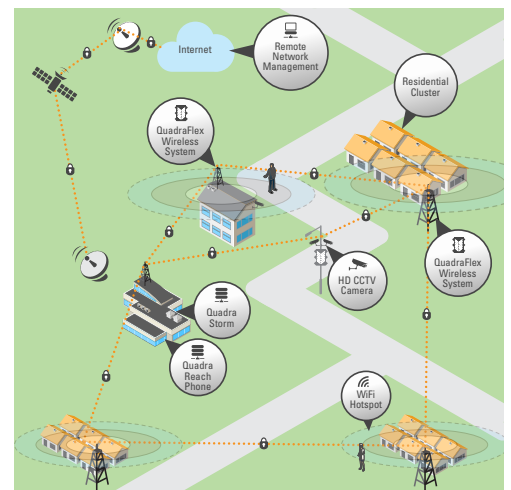 Internet
Remote
Network
Management
Residential
Cluster
QuadraFlex
Wireless
System
QuadraFlex
Wireless
System
HD CCTV
Camera
Quadra
Storm
Quadra
Reach
Phone
WiFi
Hotspot